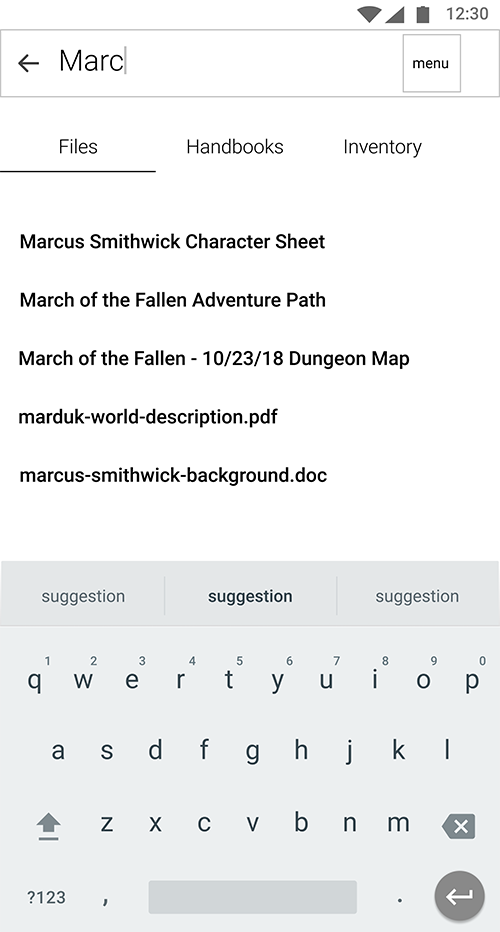 12:30
Marc
menu
Files Handbooks Inventory
Marcus Smithwick Character Sheet
March of the Fallen Adventure Path
March of the Fallen - 10/23/18 Dungeon Map
marduk-world-description.pdf
marcus-smithwick-background.doc
suggestion suggestion suggestion
1 2 3 4 5 6 7 8 9 0
q w e r t y u i o p
a s d f g h j k l
z x c v b n m
?123 , .